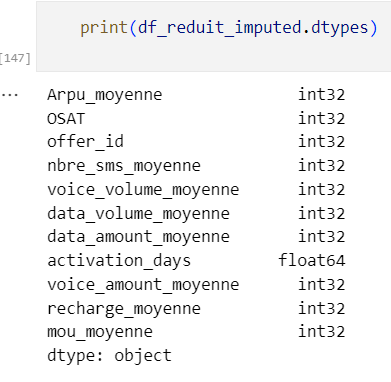 print(df_reduit_imputed.dtypes)
[147]
...
Arpu_moyenne int32
OSAT int32
offer_id int32
nbre_sms_moyenne int32
voice_volume_moyenne int32
data_volume_moyenne int32
data_amount_moyenne int32
activation_days float64
voice_amount_moyenne int32
recharge_moyenne int32
mou_moyenne int32
dtype: object